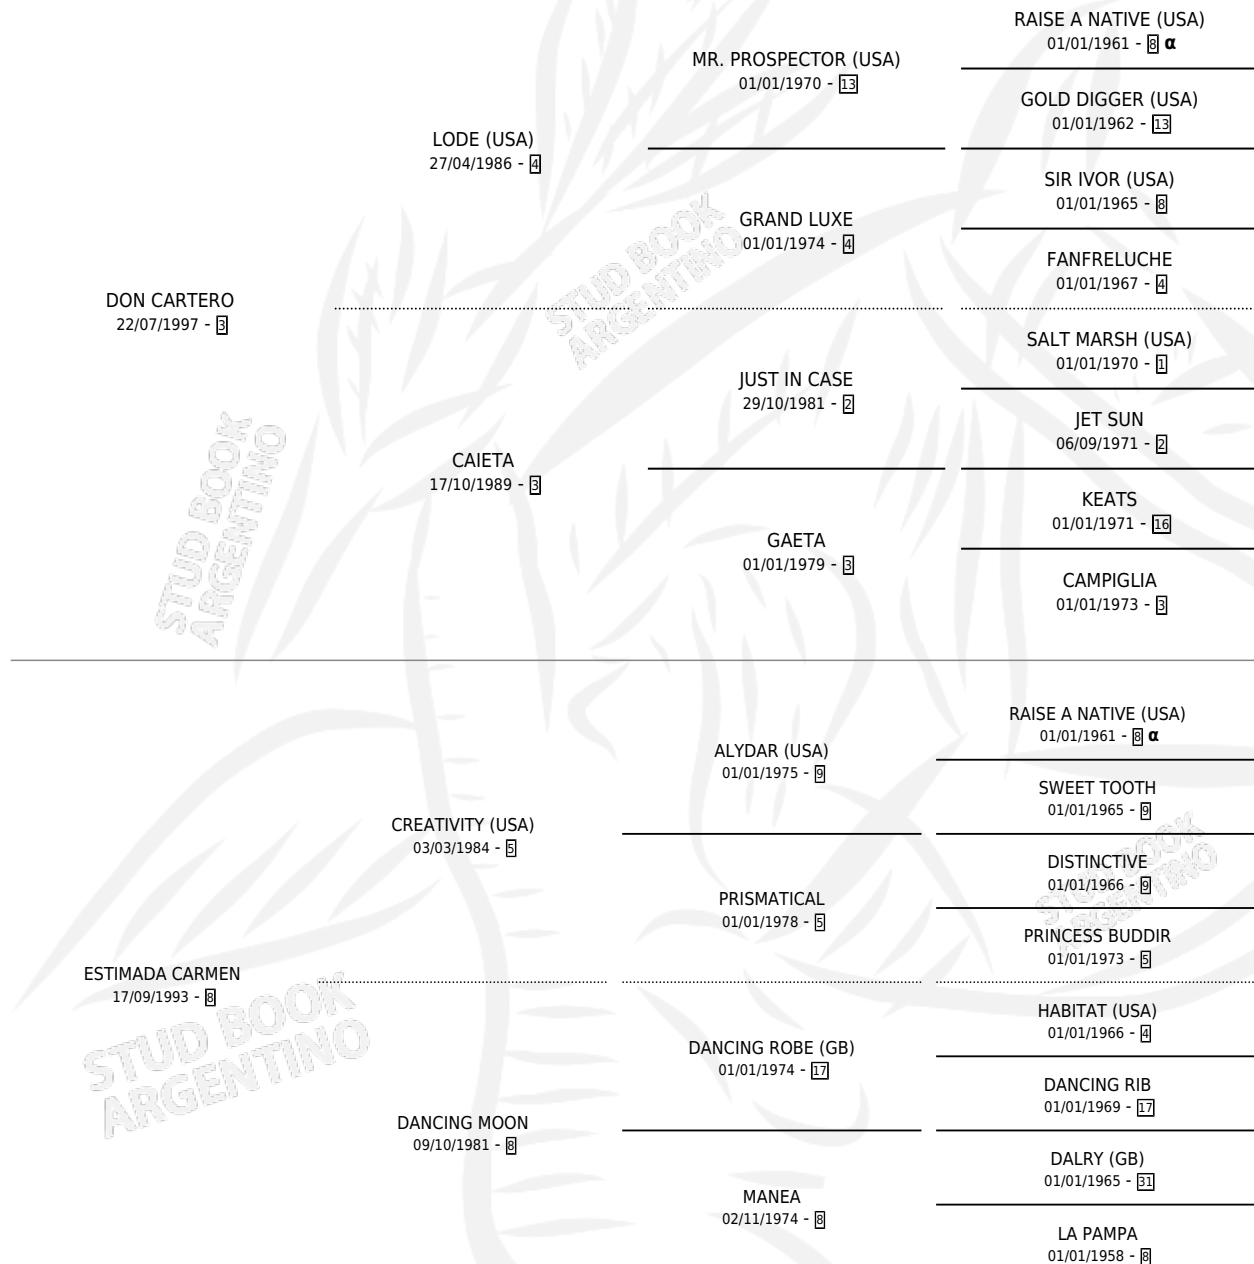 RAISE A NATIVE (USA)
01/01/1961 - 8 α
MR. PROSPECTOR (USA)
01/01/1970 - 13
GOLD DIGGER (USA)
01/01/1962 - 13
LODE (USA)
27/04/1986 - 4
SIR IVOR (USA)
01/01/1965 - 8
GRAND LUXE
01/01/1974 - 4
FANFRELUCHE
01/01/1967 - 4
DON CARTERO
22/07/1997 - 3
STUD BOOK
ARGENTINO
SALT MARSH (USA)
01/01/1970 - 1
JUST IN CASE
29/10/1981 - 2
JET SUN
06/09/1971 - 2
CAIETA
17/10/1989 - 3
STUD BOOK
ARGENTINO
KEATS
01/01/1971 - 16
GAETA
01/01/1979 - 3
CAMPIGLIA
01/01/1973 - 3
RAISE A NATIVE (USA)
01/01/1961 - 8 α
ALYDAR (USA)
01/01/1975 - 9
SWEET TOOTH
01/01/1965 - 9
CREATIVITY (USA)
03/03/1984 - 5
STUD BOOK
ARGENTINO
DISTINCTIVE
01/01/1966 - 9
PRISMATICAL
01/01/1978 - 5
PRINCESS BUDDIR
01/01/1973 - 5
ESTIMADA CARMEN
17/09/1993 - 8
STUD BOOK
ARGENTINO
HABITAT (USA)
01/01/1966 - 4
DANCING ROBE (GB)
01/01/1974 - 17
DANCING RIB
01/01/1969 - 17
DANCING MOON
09/10/1981 - 8
DALRY (GB)
01/01/1965 - 31
MANEA
02/11/1974 - 8
LA PAMPA
01/01/1958 - 8